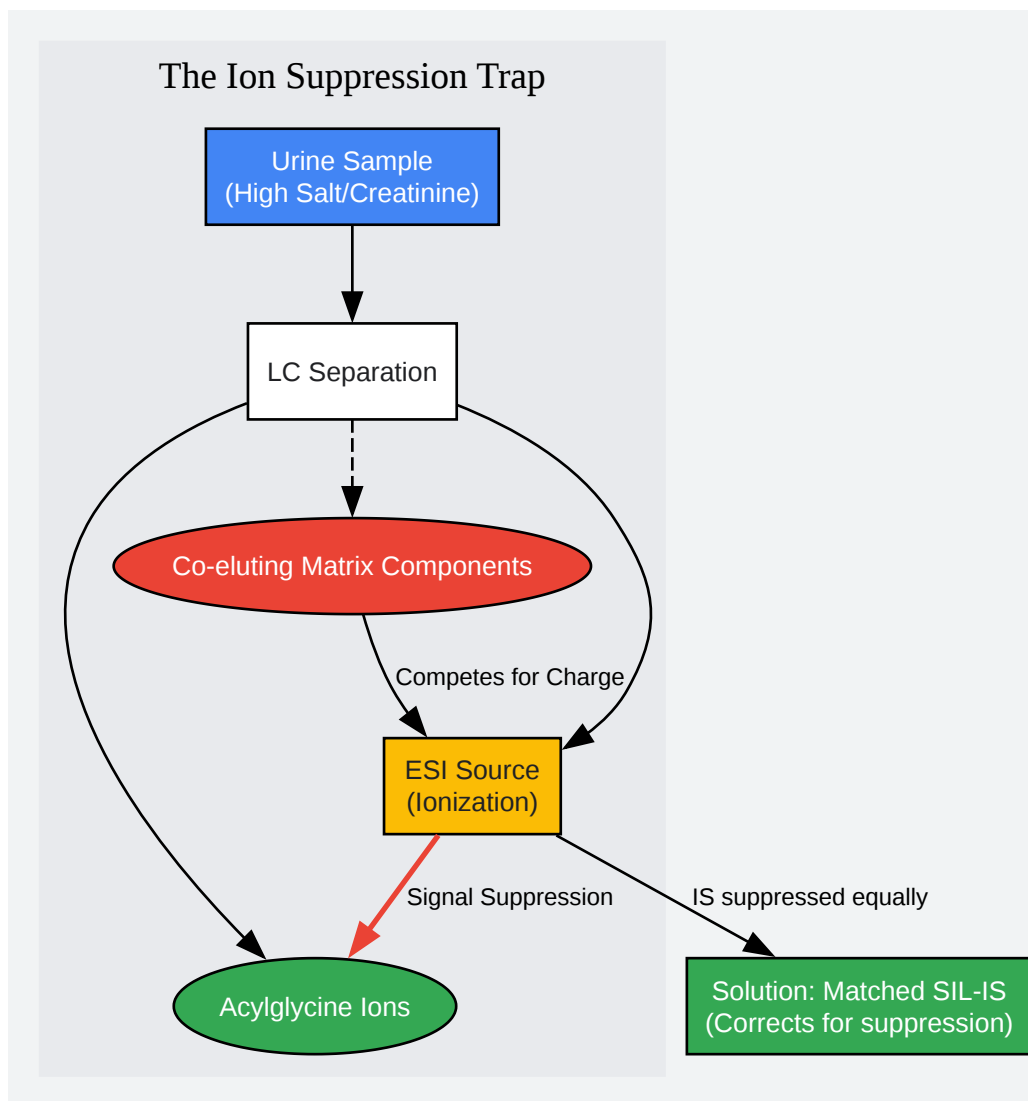 The Ion Suppression Trap
Urine Sample
(High Salt/Creatinine)
LC Separation
Co-eluting Matrix Components
Competes for Charge
ESI Source
(Ionization)
Signal Suppression
IS suppressed equally
Acylglycine Ions
Solution: Matched SIL-IS
(Corrects for suppression)